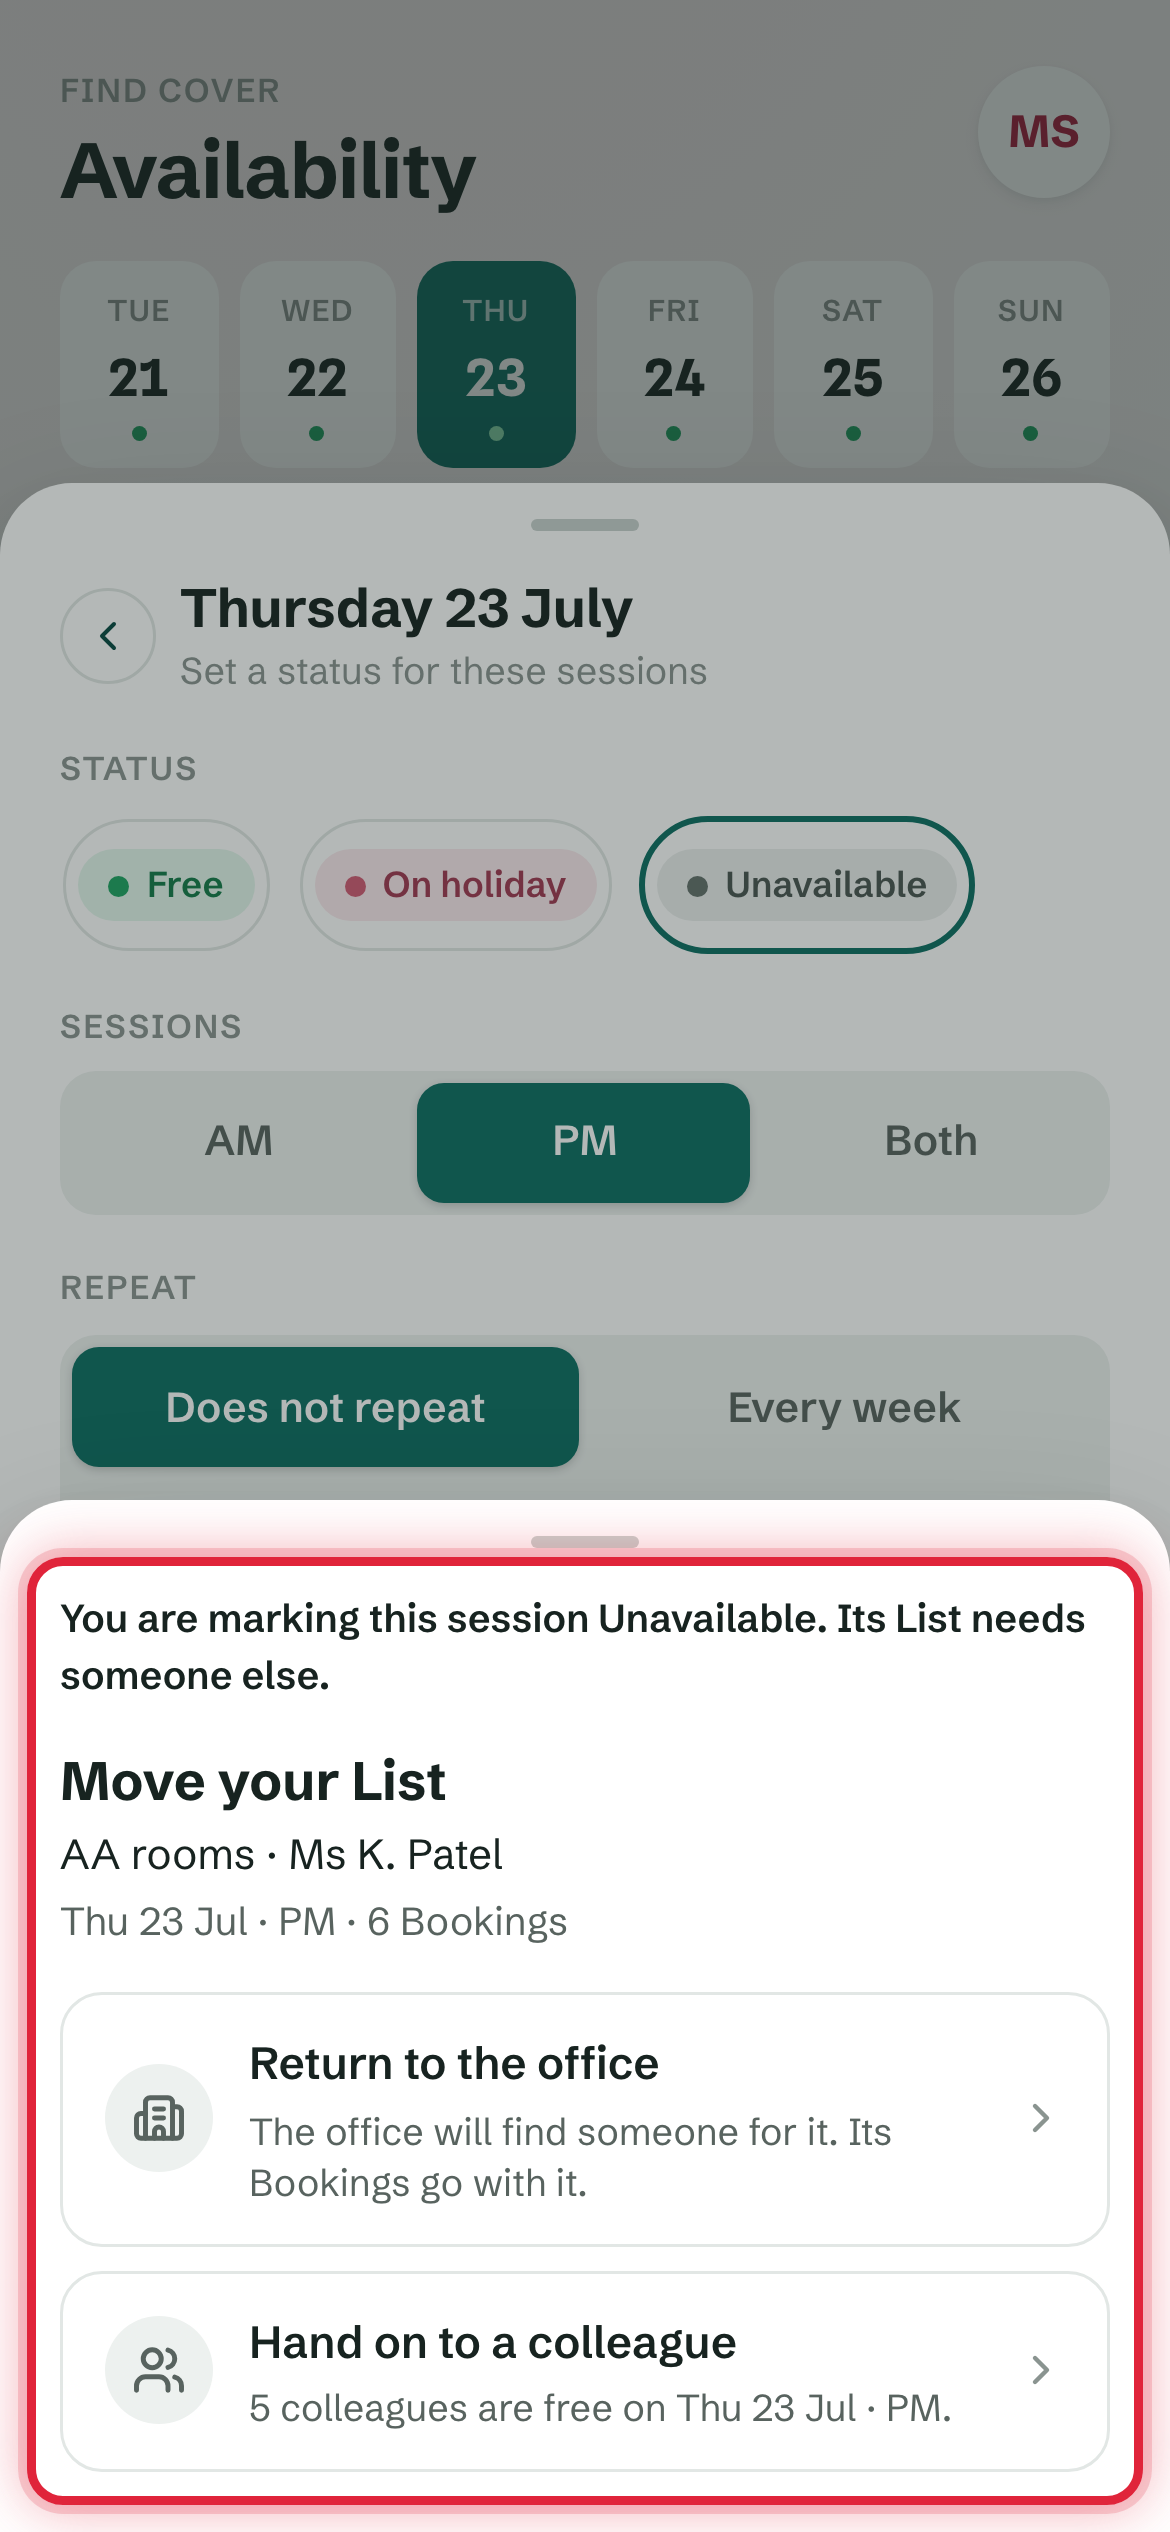 FIND COVER
Availability
MS
TUE
21
WED
22
THU
23
FRI
24
SAT
25
SUN
26
Thursday 23 July
Set a status for these sessions
STATUS
Free
On holiday
Unavailable
SESSIONS
AM
PM
Both
REPEAT
Does not repeat
Every week
You are marking this session Unavailable. Its List needs
someone else.
Move your List
AA rooms · Ms K. Patel
Thu 23 Jul · PM · 6 Bookings
Return to the office
The office will find someone for it. Its
Bookings go with it.
Hand on to a colleague
5 colleagues are free on Thu 23 Jul · PM.